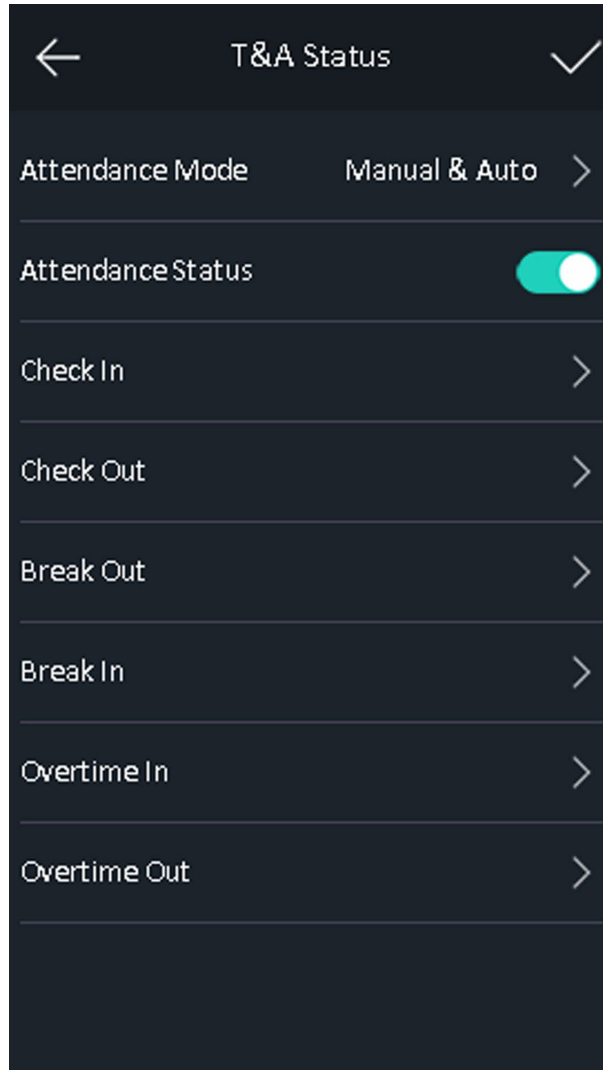 T&A Status
Attendance Mode Manual & Auto
Attendance Status
Check In
Check Out
Break Out
Break In
Overtime In
Overtime Out